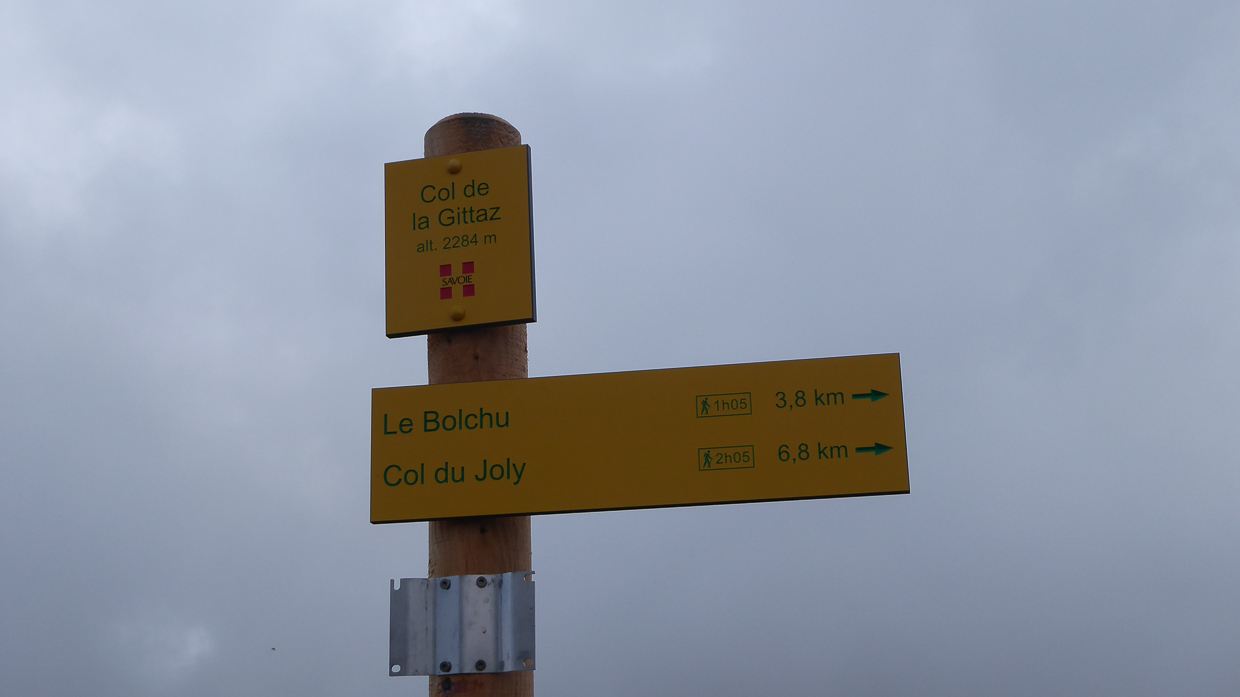 Col de
la Gittaz
alt. 2284 m
SAVOIE
Le Bolchu 1h05 3,8 km
Col du Joly 2h05 6,8 km